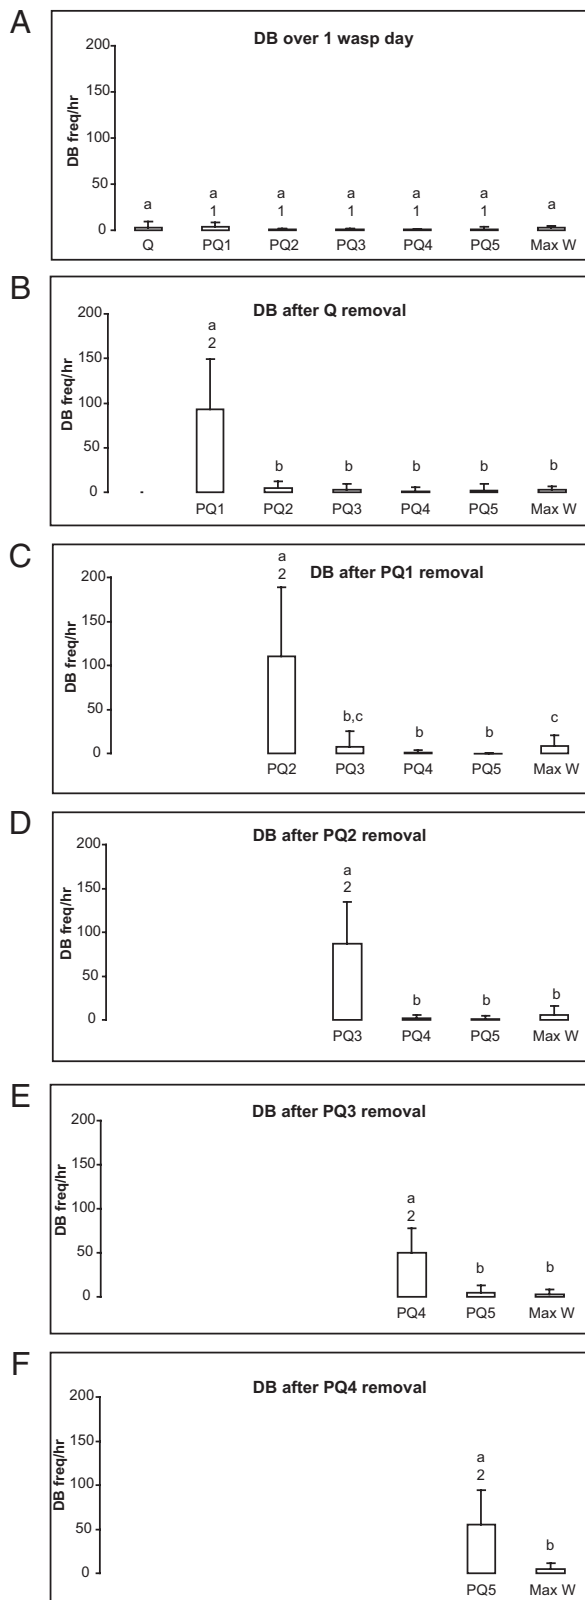 A
DB over 1 wasp day
DB freq/hr
200
150
100
50
0
a a a a a a a
1 1 1 1 1
Q PQ1 PQ2 PQ3 PQ4 PQ5 Max W
B
DB after Q removal
DB freq/hr
200
150
100
50
0
a
2
b b b b b
PQ1 PQ2 PQ3 PQ4 PQ5 Max W
C
DB after PQ1 removal
DB freq/hr
200
150
100
50
0
a
2
b,c b b c
PQ2 PQ3 PQ4 PQ5 Max W
D
DB after PQ2 removal
DB freq/hr
200
150
100
50
0
a
2
b b b
PQ3 PQ4 PQ5 Max W
E
DB after PQ3 removal
DB freq/hr
200
150
100
50
0
a
2
b b
PQ4 PQ5 Max W
F
DB after PQ4 removal
DB freq/hr
200
150
100
50
0
a
2
b
PQ5 Max W